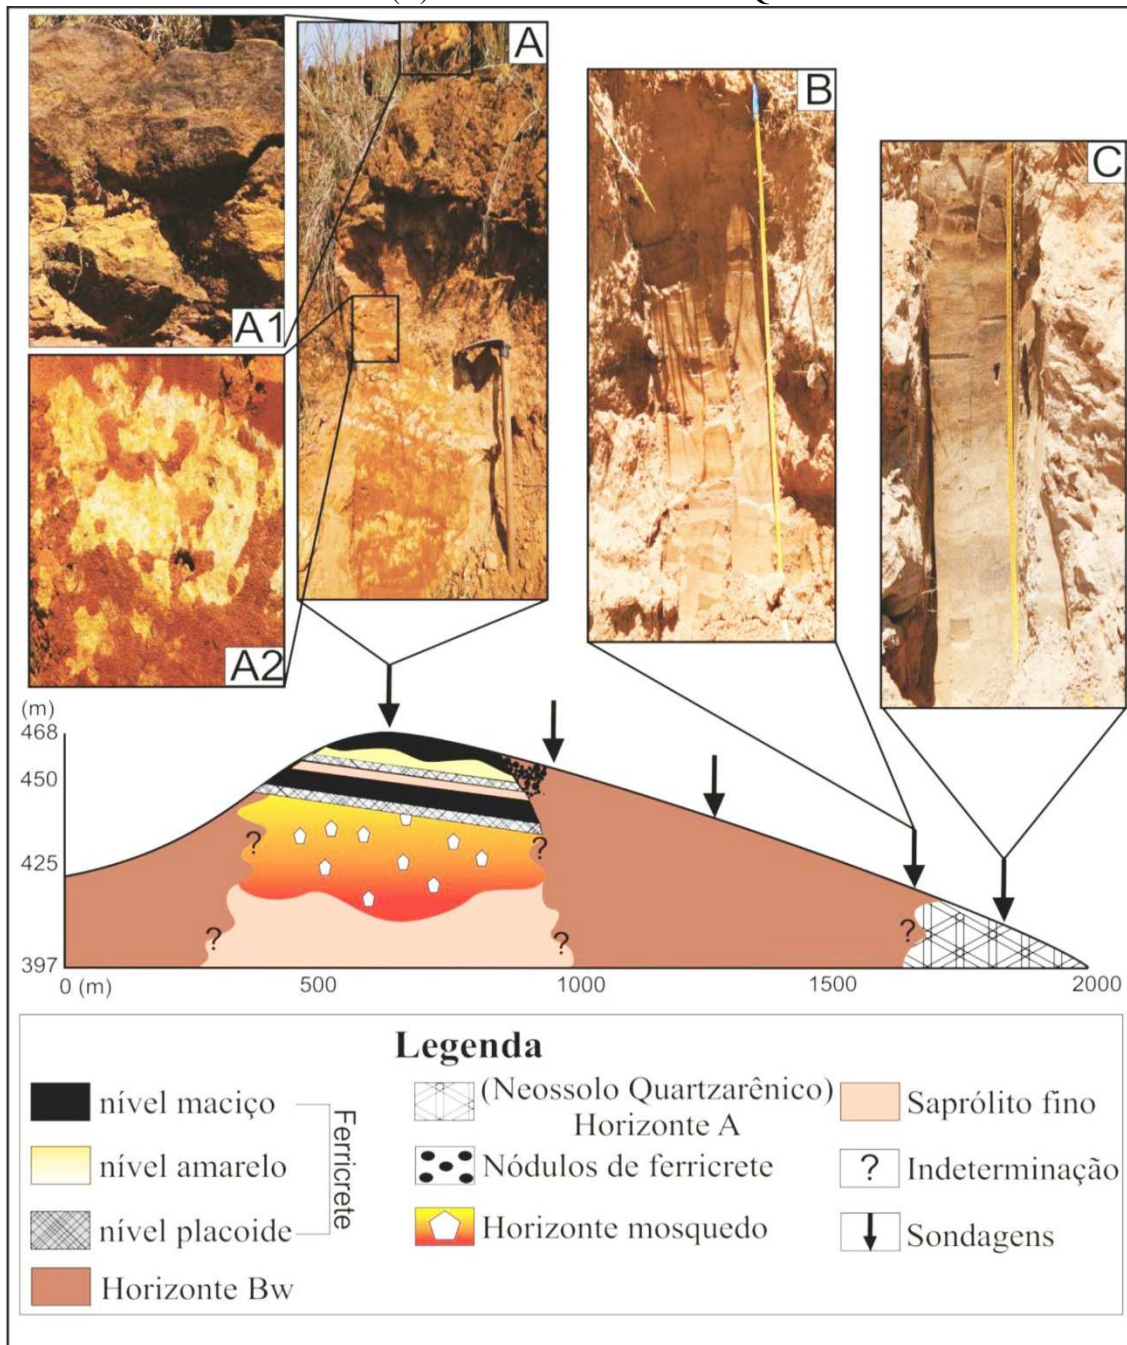 A
B
C
A1
A2
(m)
468
450
425
397
?
?
?
?
?
0 (m)
500
1000
1500
2000
Legenda
nível maciço
nível amarelo
nível placoide
Ferricrete
Horizonte Bw
(Neossolo Quartzarênico)
Horizonte A
Nódulos de ferricrete
Horizonte mosquedo
Saprólito fino
? Indeterminação
Sondagens